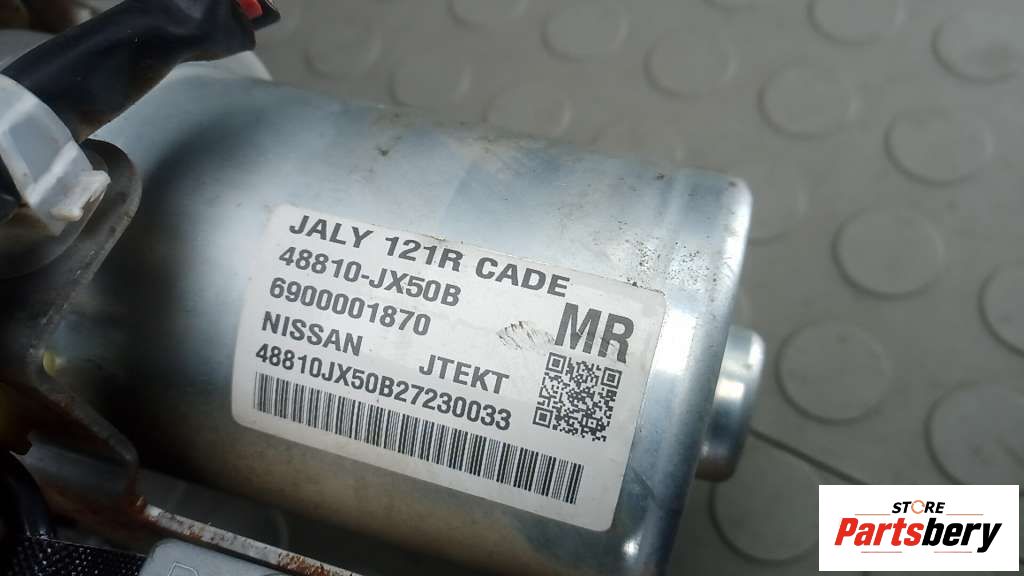 JALY 121R CADE
48810-JX50B
6900001870
MR
NISSAN JTEKT
48810JX50B27230033
STORE
Partsbery